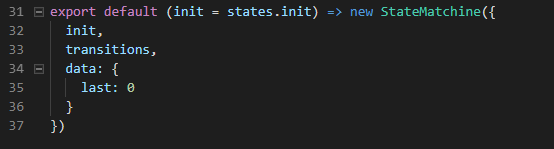 31 export default (init = states.init) => new StateMatchine({
32   init,
33   transitions,
34   data: {
35     last: 0
36   }
37 })